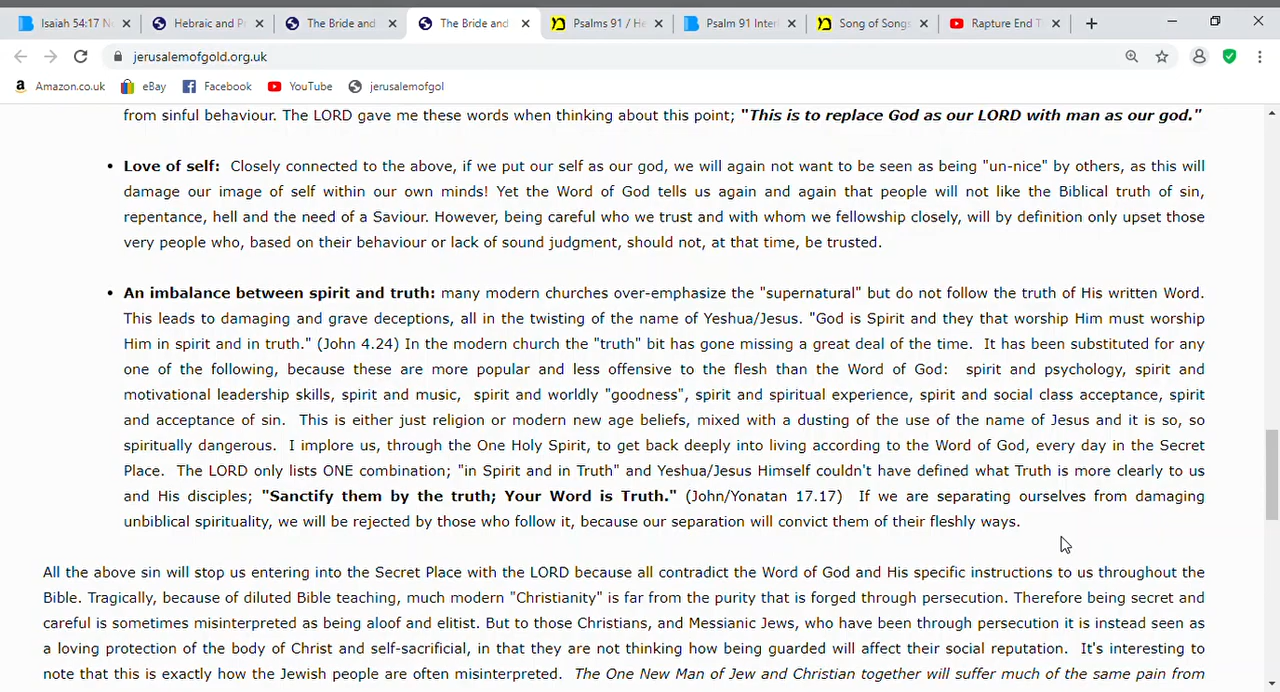 Isaiah 54:17 N
Hebraic and P
The Bride and
The Bride and
Psalms 91 / He
Psalm 91 Inter
Song of Songs
Rapture End T
jerusalemofgold.org.uk
Amazon.co.uk
eBay
Facebook
YouTube
jerusalemofgol
from sinful behaviour. The LORD gave me these words when thinking about this point; "This is to replace God as our LORD with man as our god."
• Love of self: Closely connected to the above, if we put our self as our god, we will again not want to be seen as being "un-nice" by others, as this will
damage our image of self within our own minds! Yet the Word of God tells us again and again that people will not like the Biblical truth of sin,
repentance, hell and the need of a Saviour. However, being careful who we trust and with whom we fellowship closely, will by definition only upset those
very people who, based on their behaviour or lack of sound judgment, should not, at that time, be trusted.
• An imbalance between spirit and truth: many modern churches over-emphasize the "supernatural" but do not follow the truth of His written Word.
This leads to damaging and grave deceptions, all in the twisting of the name of Yeshua/Jesus. "God is Spirit and they that worship Him must worship
Him in spirit and in truth." (John 4.24) In the modern church the "truth" bit has gone missing a great deal of the time. It has been substituted for any
one of the following, because these are more popular and less offensive to the flesh than the Word of God: spirit and psychology, spirit and
motivational leadership skills, spirit and music, spirit and worldly "goodness", spirit and spiritual experience, spirit and social class acceptance, spirit
and acceptance of sin. This is either just religion or modern new age beliefs, mixed with a dusting of the use of the name of Jesus and it is so, so
spiritually dangerous. I implore us, through the One Holy Spirit, to get back deeply into living according to the Word of God, every day in the Secret
Place. The LORD only lists ONE combination; "in Spirit and in Truth" and Yeshua/Jesus Himself couldn't have defined what Truth is more clearly to us
and His disciples; "Sanctify them by the truth; Your Word is Truth." (John/Yonatan 17.17) If we are separating ourselves from damaging
unbiblical spirituality, we will be rejected by those who follow it, because our separation will convict them of their fleshly ways.
All the above sin will stop us entering into the Secret Place with the LORD because all contradict the Word of God and His specific instructions to us throughout the
Bible. Tragically, because of diluted Bible teaching, much modern "Christianity" is far from the purity that is forged through persecution. Therefore being secret and
careful is sometimes misinterpreted as being aloof and elitist. But to those Christians, and Messianic Jews, who have been through persecution it is instead seen as
a loving protection of the body of Christ and self-sacrificial, in that they are not thinking how being guarded will affect their social reputation. It's interesting to
note that this is exactly how the Jewish people are often misinterpreted. The One New Man of Jew and Christian together will suffer much of the same pain from